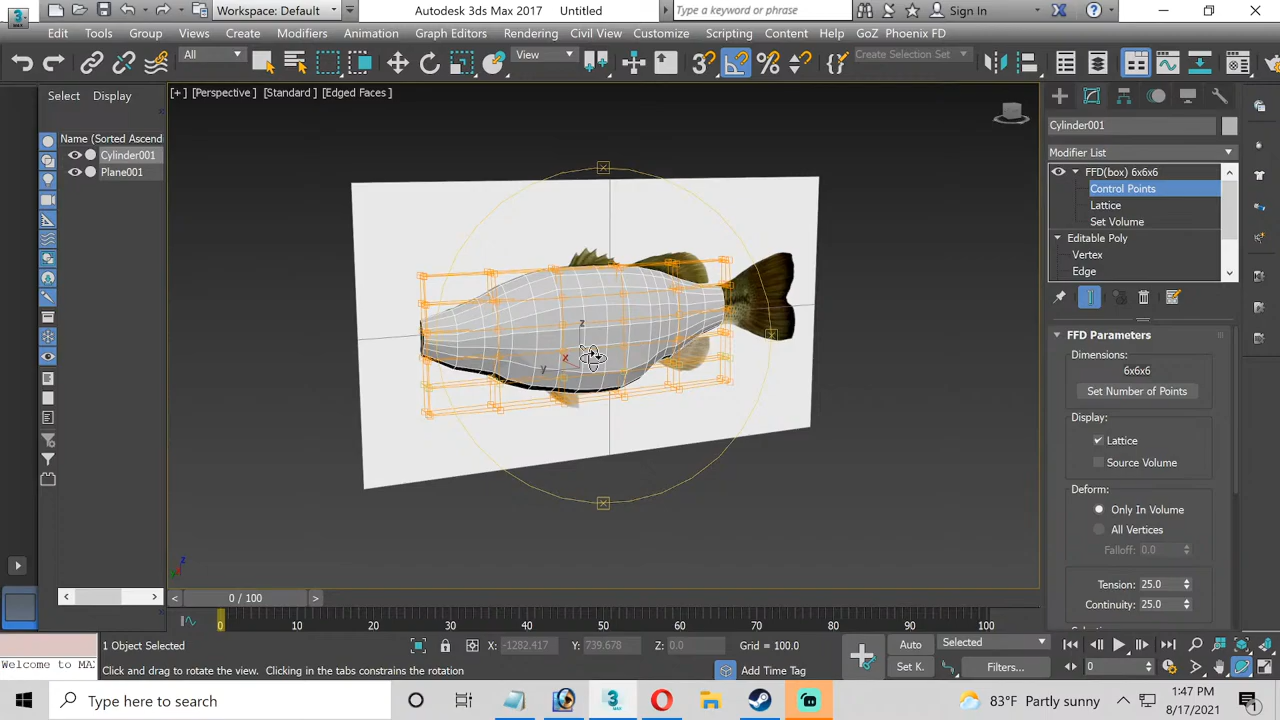 Workspace: Default
Autodesk 3ds Max 2017
Untitled
Type a keyword or phrase
Sign In
Edit Tools Group Views Create Modifiers Animation Graph Editors Rendering Civil View Customize Scripting Content Help GoZ Phoenix FD
All
View
Create Selection Set
Select Display
[+] [Perspective] [Standard] [Edged Faces]
Name (Sorted Ascend
Cylinder001
Plane001
Cylinder001
Modifier List
FFD(box) 6x6x6
Control Points
Lattice
Set Volume
Editable Poly
Vertex
Edge
FFD Parameters
Dimensions:
6x6x6
Set Number of Points
Display:
Lattice
Source Volume
Deform:
Only In Volume
All Vertices
Falloff: 0.0
Tension: 25.0
Continuity: 25.0
z
x
y
z
0 / 100
0 10 20 30 40 50 60 70 80 90 100
1 Object Selected
X: -1282.417
Y: 739.678
Z: 0.0
Grid = 100.0
Auto
Selected
Welcome to MA
Click and drag to rotate the view. Clicking in the tabs constrains the rotation
Add Time Tag
Set K.
Filters...
0
Type here to search
83°F Partly sunny
1:47 PM
8/17/2021